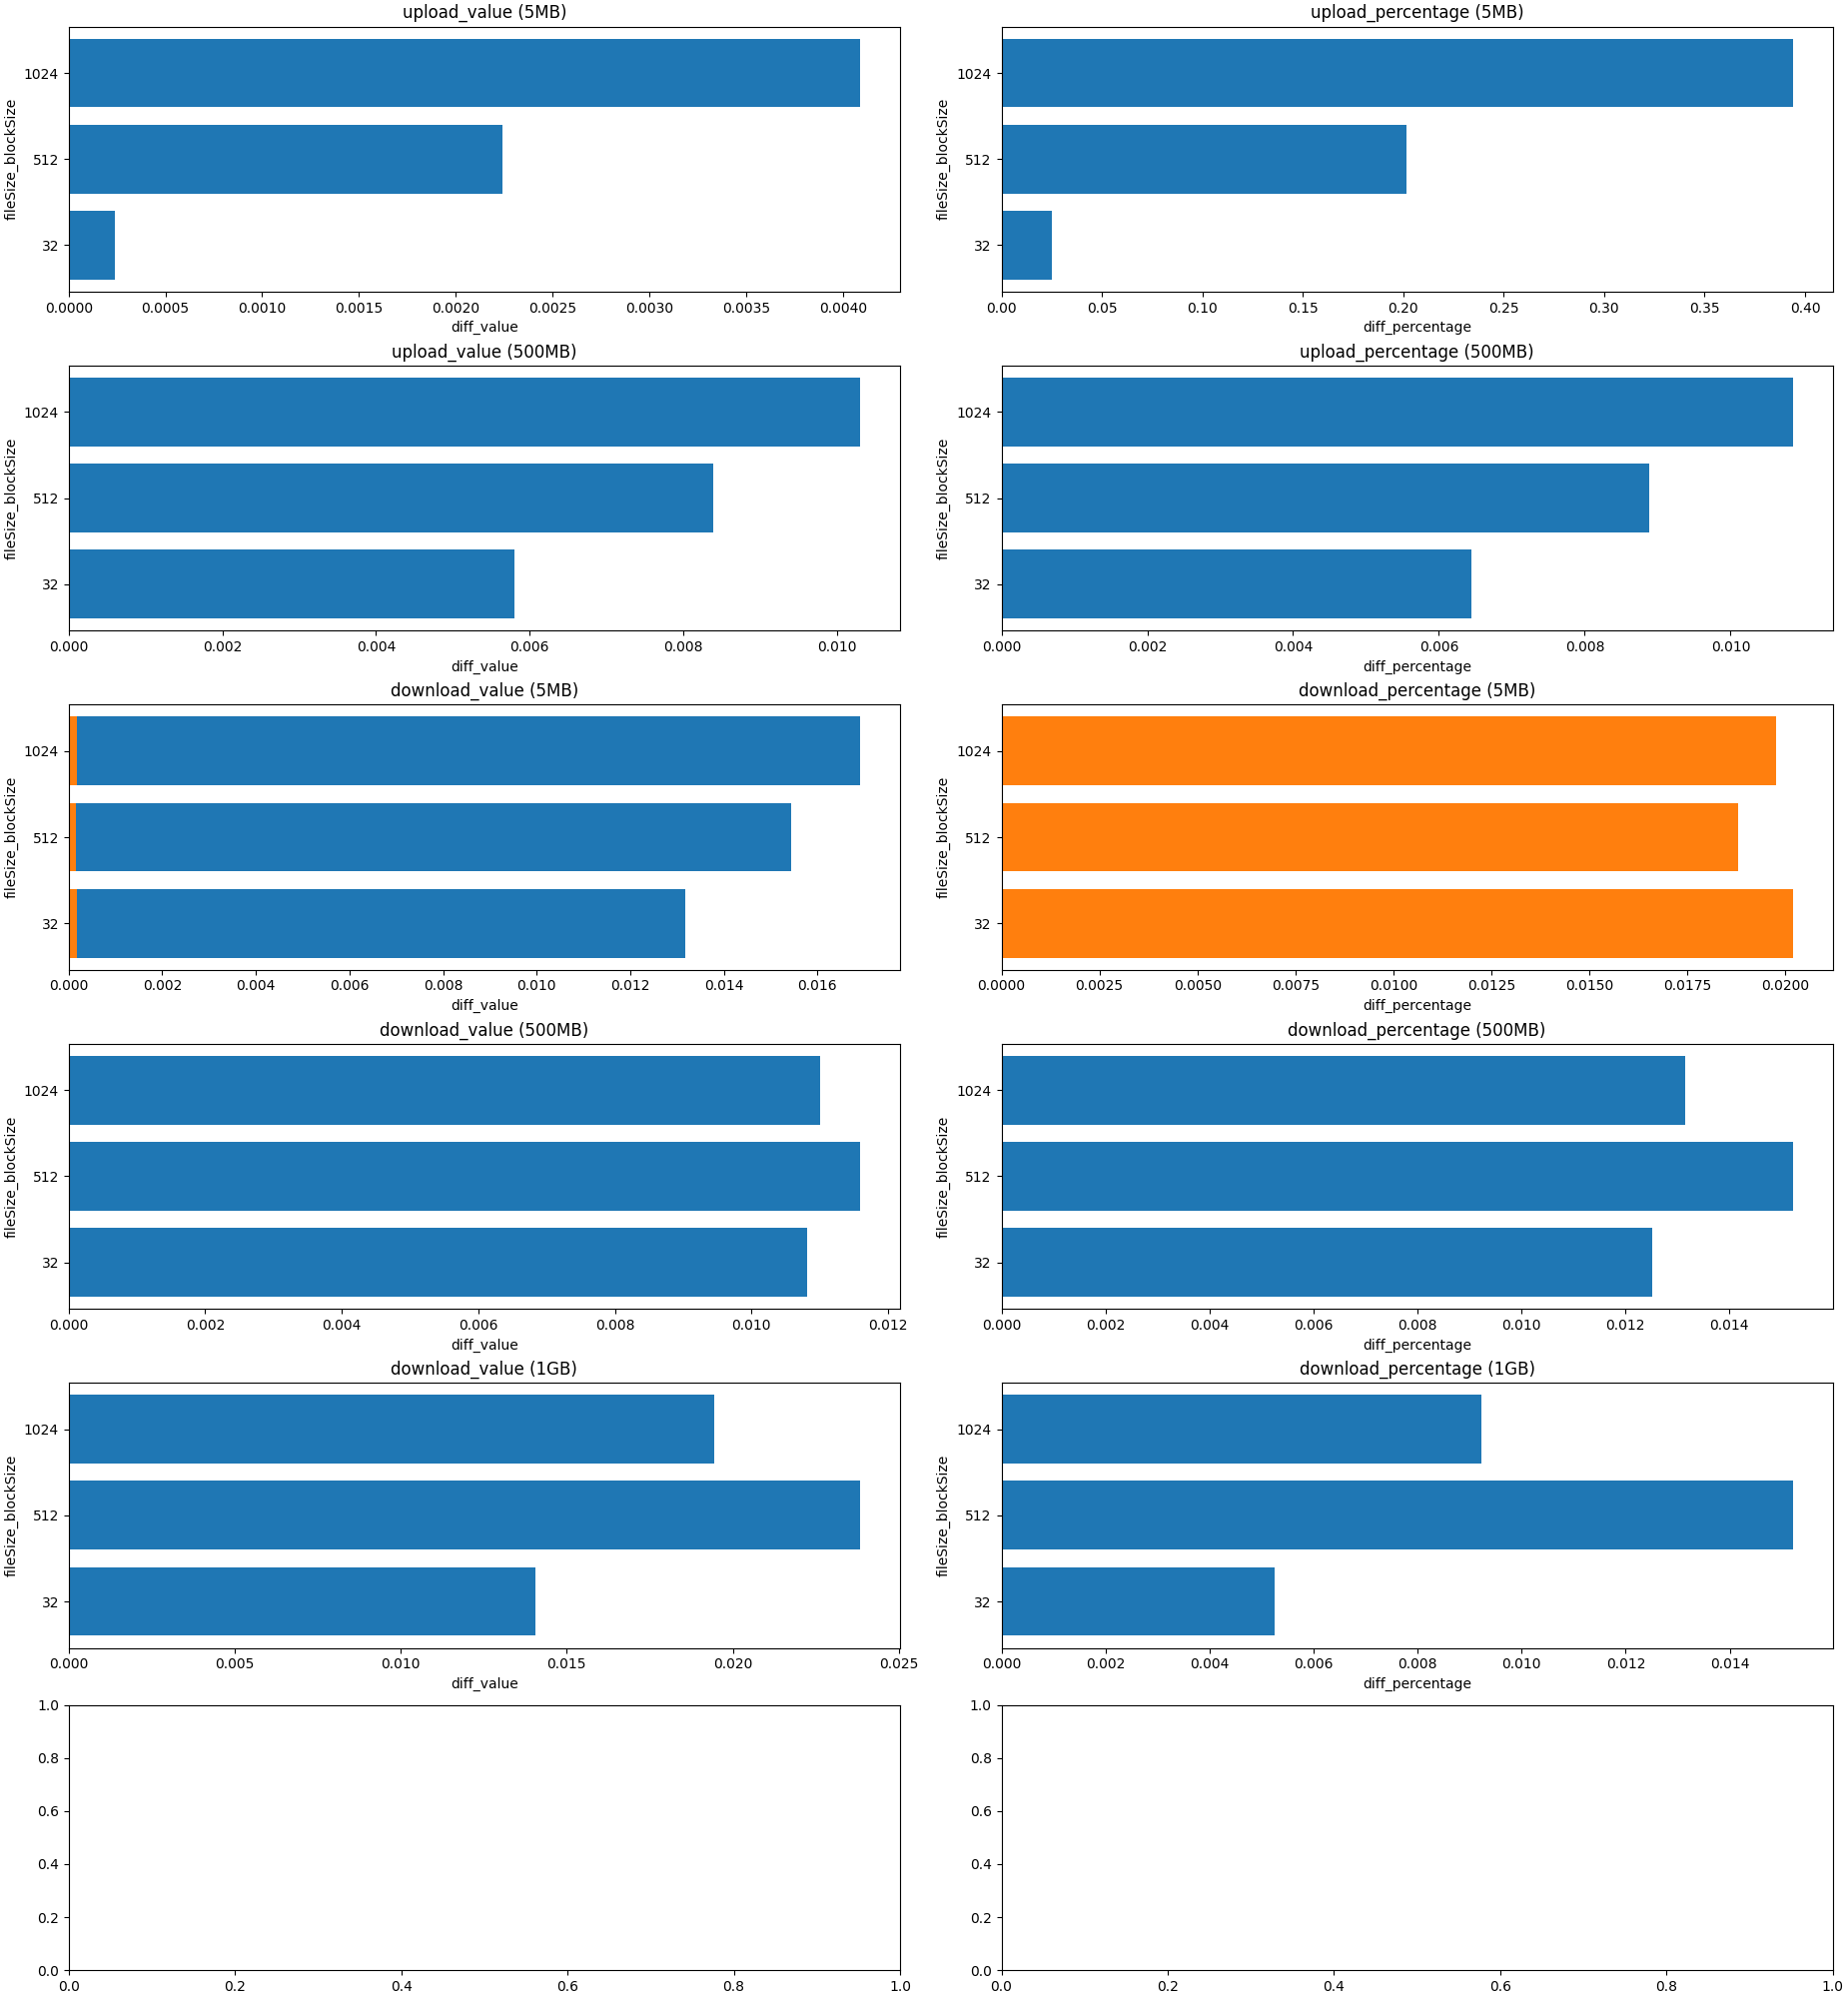 upload_value (5MB)
fileSize_blockSize
1024
512
32
0.0000 0.0005 0.0010 0.0015 0.0020 0.0025 0.0030 0.0035 0.0040
diff_value
upload_percentage (5MB)
fileSize_blockSize
1024
512
32
0.00 0.05 0.10 0.15 0.20 0.25 0.30 0.35 0.40
diff_percentage
upload_value (500MB)
fileSize_blockSize
1024
512
32
0.000 0.002 0.004 0.006 0.008 0.010
diff_value
upload_percentage (500MB)
fileSize_blockSize
1024
512
32
0.000 0.002 0.004 0.006 0.008 0.010
diff_percentage
download_value (5MB)
fileSize_blockSize
1024
512
32
0.000 0.002 0.004 0.006 0.008 0.010 0.012 0.014 0.016
diff_value
download_percentage (5MB)
fileSize_blockSize
1024
512
32
0.0000 0.0025 0.0050 0.0075 0.0100 0.0125 0.0150 0.0175 0.0200
diff_percentage
download_value (500MB)
fileSize_blockSize
1024
512
32
0.000 0.002 0.004 0.006 0.008 0.010 0.012
diff_value
download_percentage (500MB)
fileSize_blockSize
1024
512
32
0.000 0.002 0.004 0.006 0.008 0.010 0.012 0.014
diff_percentage
download_value (1GB)
fileSize_blockSize
1024
512
32
0.000 0.005 0.010 0.015 0.020 0.025
diff_value
download_percentage (1GB)
fileSize_blockSize
1024
512
32
0.000 0.002 0.004 0.006 0.008 0.010 0.012 0.014
diff_percentage
1.0
0.8
0.6
0.4
0.2
0.0
0.0 0.2 0.4 0.6 0.8 1.0
1.0
0.8
0.6
0.4
0.2
0.0
0.0 0.2 0.4 0.6 0.8 1.0